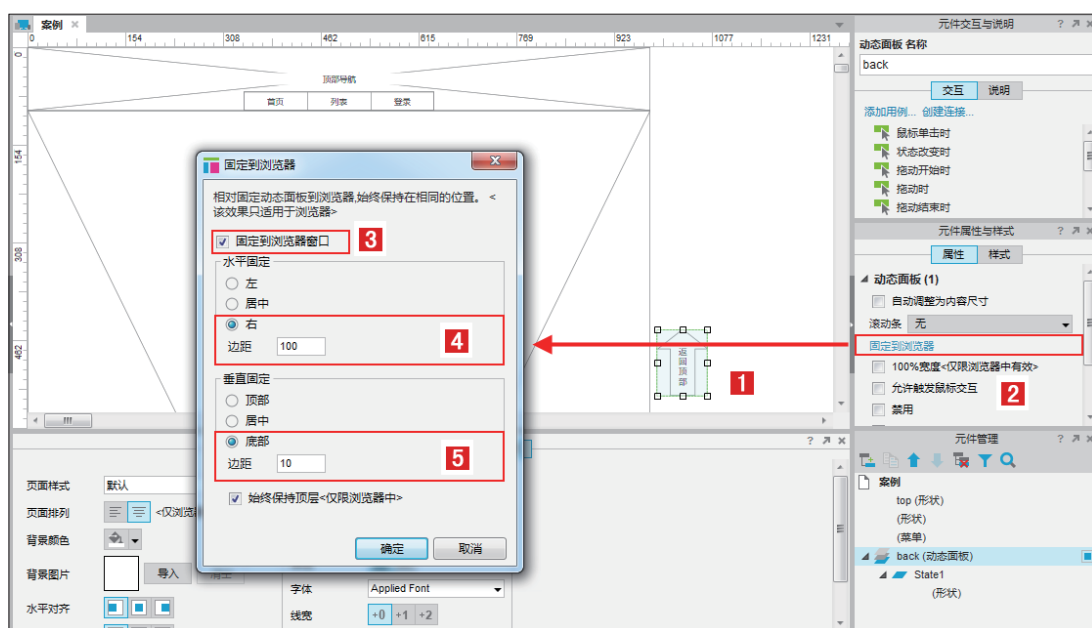 案例
0 154 308 462 615 769 923 1077 1231
0
154
308
462
顶部导航
首页 列表 登录
返回顶部
1
固定到浏览器
相对固定动态面板到浏览器,始终保持在相同的位置。 <
该效果只适用于浏览器>
固定到浏览器窗口
3
水平固定
左
居中
右
边距 100
4
垂直固定
顶部
居中
底部
边距 10
5
始终保持顶层<仅限浏览器中>
确定 取消
元件交互与说明
动态面板 名称
back
交互 说明
添加用例... 创建连接...
鼠标单击时
状态改变时
拖动开始时
拖动时
拖动结束时
元件属性与样式
属性 样式
动态面板 (1)
自动调整为内容尺寸
滚动条 无
固定到浏览器
100%宽度<仅限浏览器中有效>
允许触发鼠标交互
2
禁用
元件管理
案例
top (形状)
(形状)
(菜单)
back (动态面板)
State1
(形状)
页面样式 默认
页面排列 <仅浏览
背景颜色
背景图片 导入
水平对齐
字体 Applied Font
线宽 +0 +1 +2